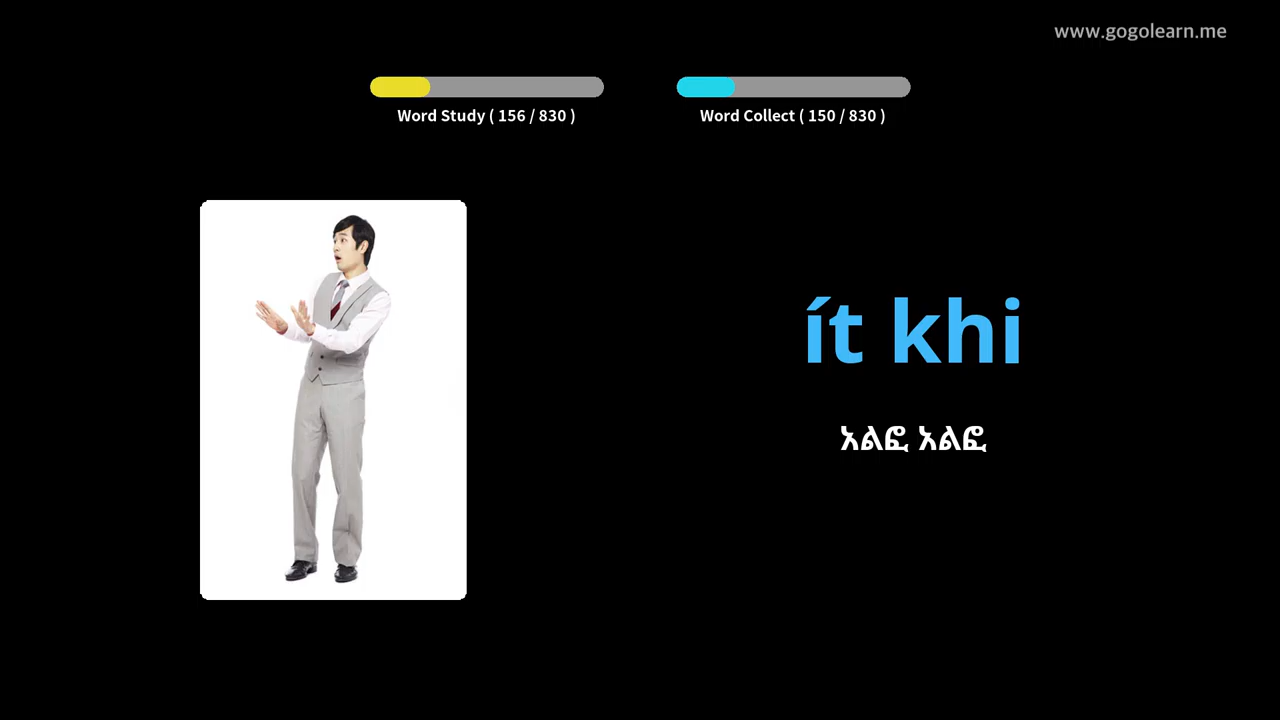 www.gogolearn.me
Word Study ( 156 / 830 )
Word Collect ( 150 / 830 )
ít khi
አልፎ አልፎ